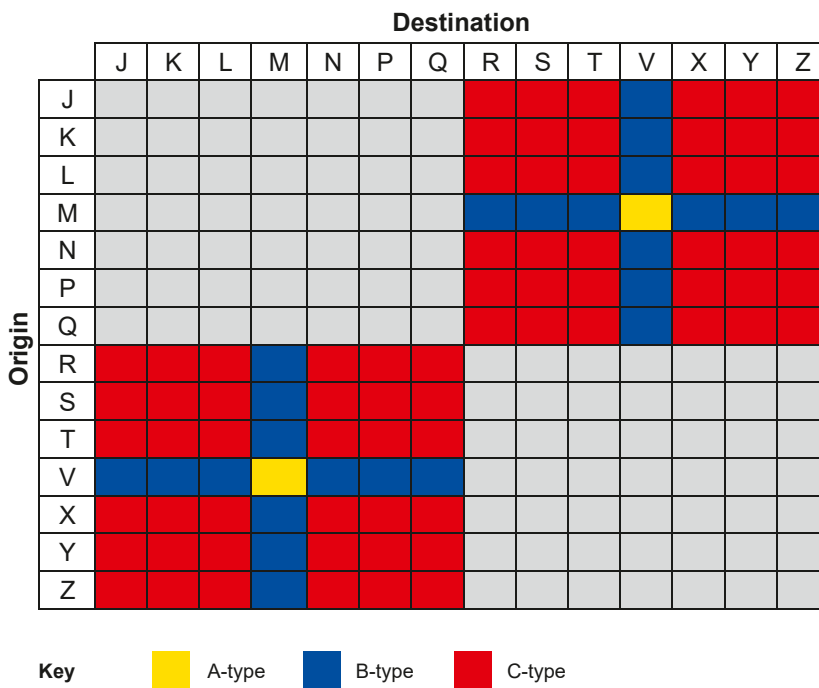 Destination
J K L M N P Q R S T V X Y Z
Origin
J
K
L
M
N
P
Q
R
S
T
V
X
Y
Z
Key A-type B-type C-type